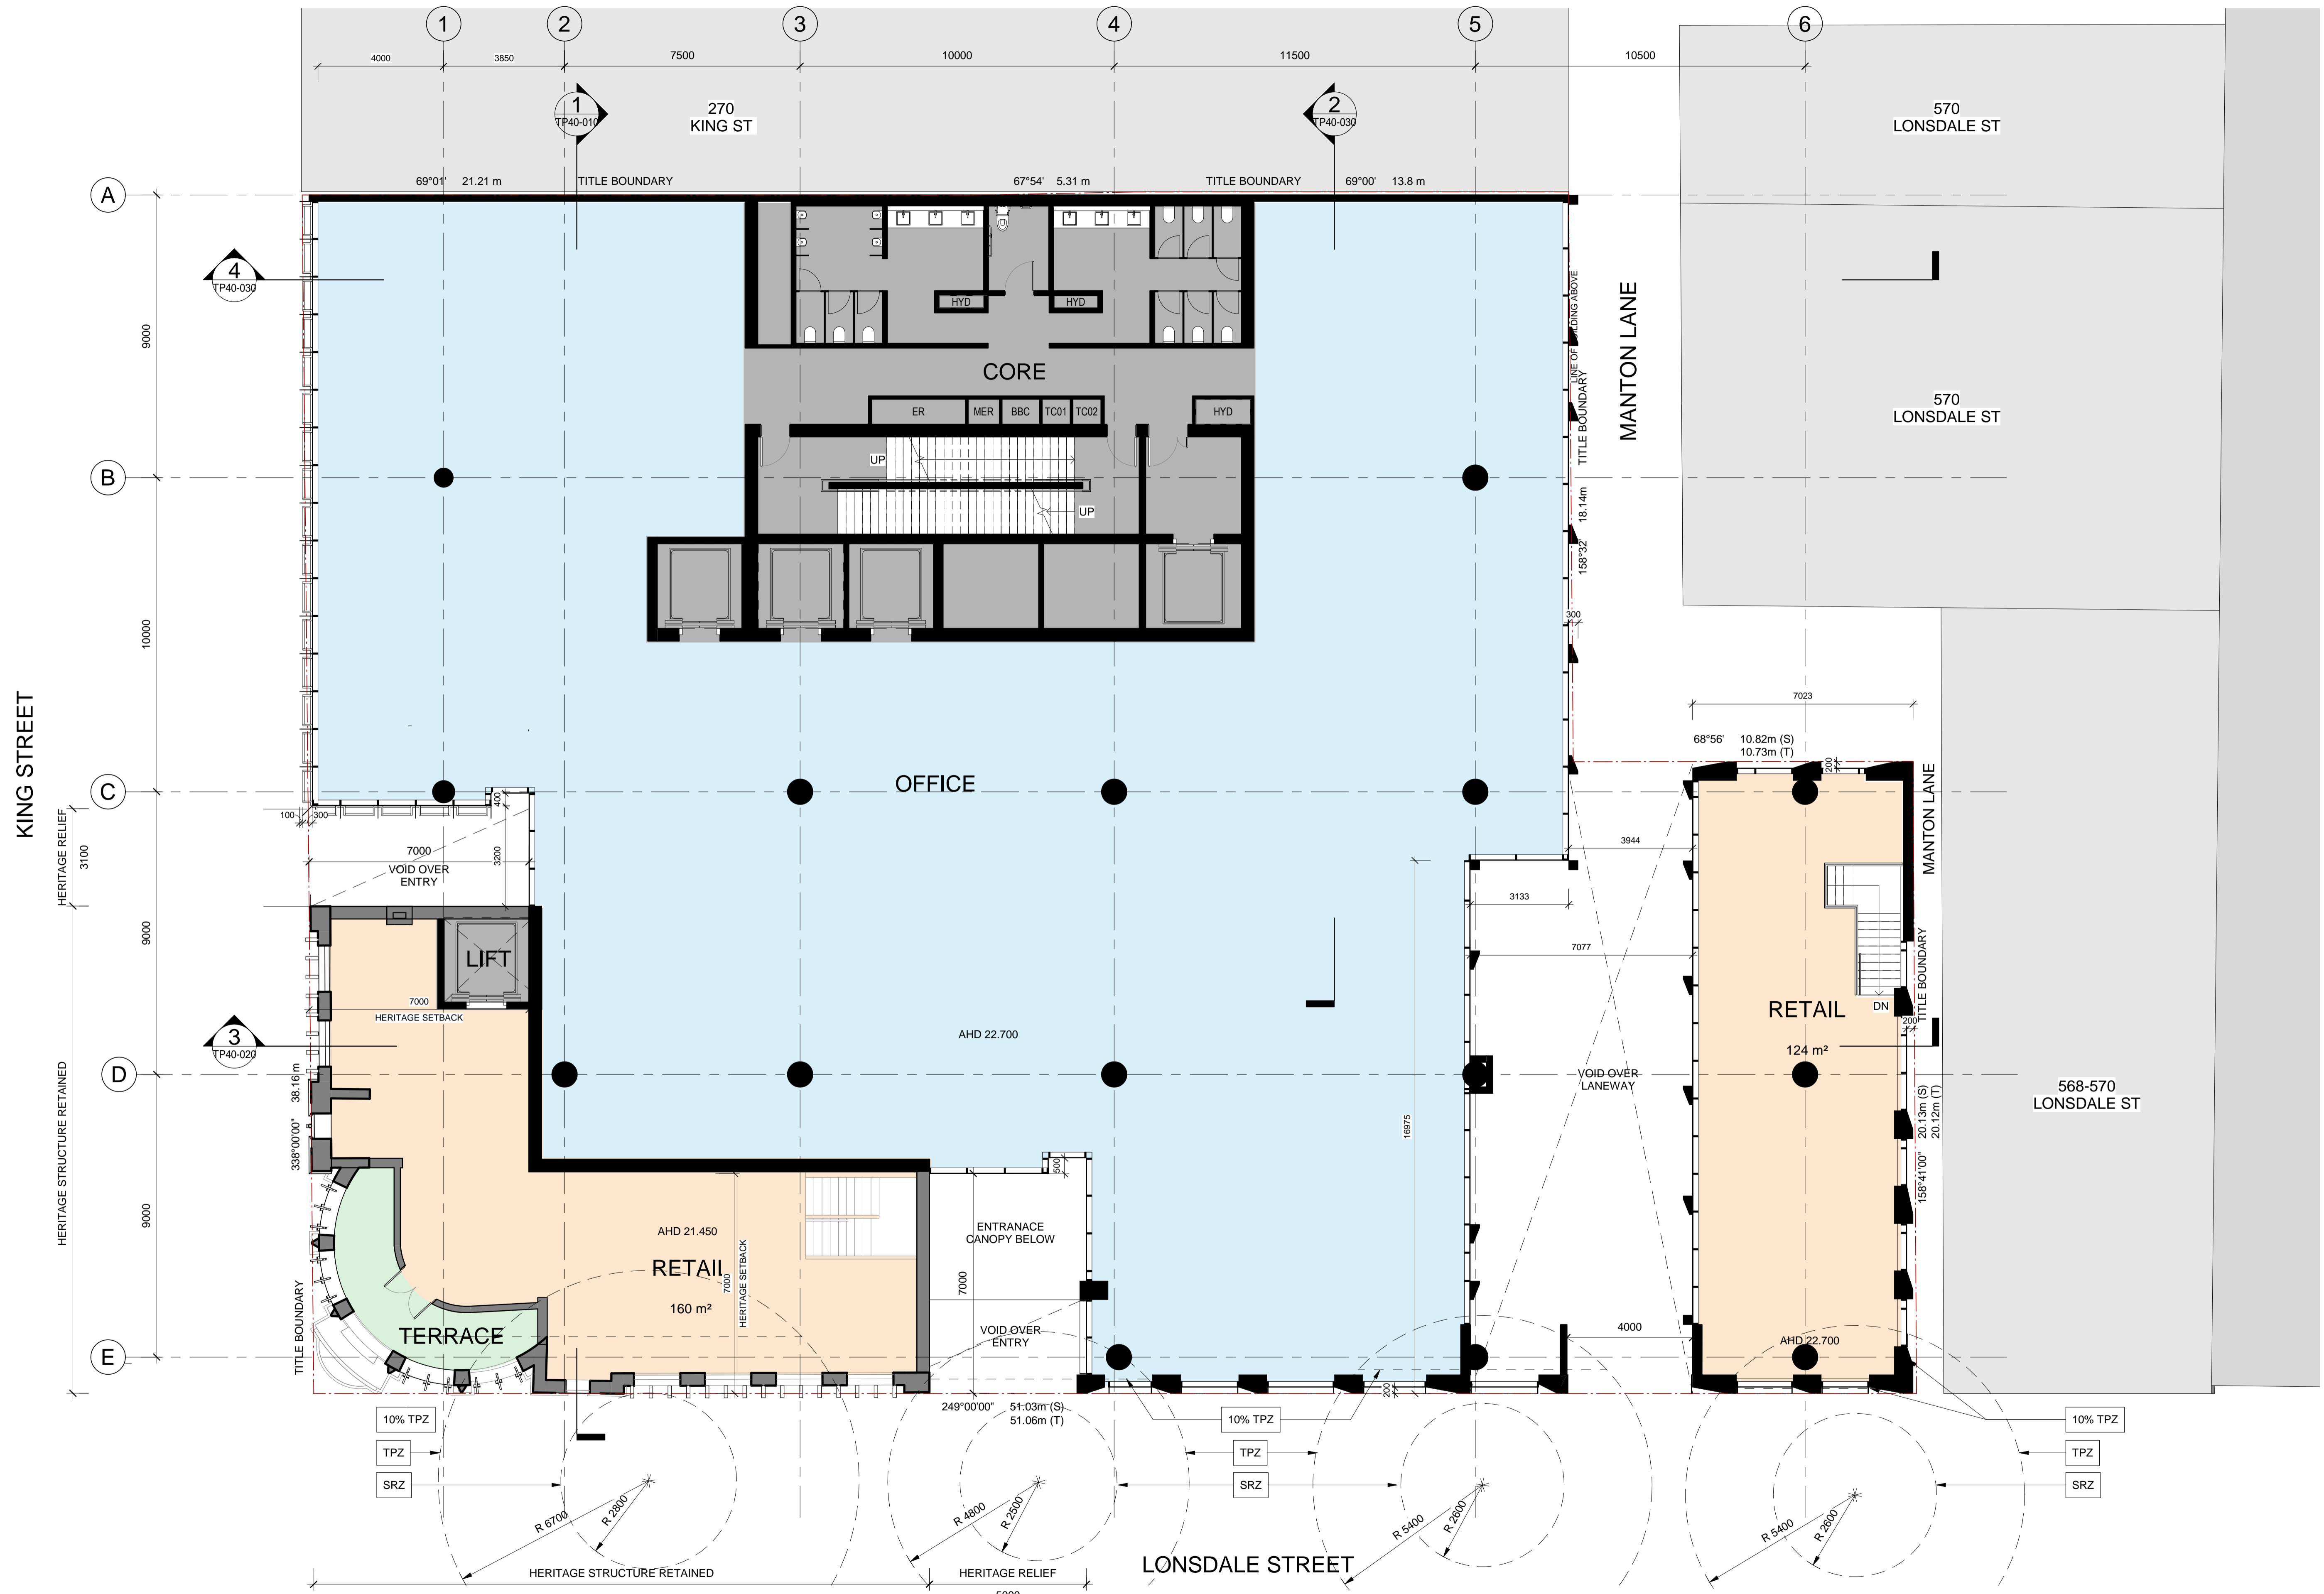 1
2
3
4
5
6
4000
3850
7500
10000
11500
10500
1
TP40-010
270
KING ST
2
TP40-030
570
LONSDALE ST
69°01' 21.21 m
TITLE BOUNDARY
67°54' 5.31 m
TITLE BOUNDARY
69°00' 13.8 m
A
4
TP40-030
HYD
HYD
LINE OF BUILDING ABOVE
MANTON LANE
9000
CORE
ER
MER
BBC
TC01
TC02
HYD
TITLE BOUNDARY
570
LONSDALE ST
UP
B
UP
158°32' 18.14m
300
10000
KING STREET
7023
68°56' 10.82m (S)
10.73m (T)
200
C
OFFICE
400
100
300
HERITAGE RELIEF
3100
7000
VOID OVER
ENTRY
3200
3944
MANTON LANE
3133
9000
LIFT
7077
TITLE BOUNDARY
7000
HERITAGE SETBACK
RETAIL
DN
200
3
TP40-020
AHD 22.700
124 m²
D
VOID OVER
LANEWAY
568-570
LONSDALE ST
HERITAGE STRUCTURE RETAINED
338°00'00" 38.16 m
16975
158°41'00" 20.13m (S)
20.12m (T)
500
9000
AHD 21.450
ENTRANACE
CANOPY BELOW
RETAIL
7000
HERITAGE SETBACK
7000
160 m²
TITLE BOUNDARY
TERRACE
VOID OVER
ENTRY
4000
AHD 22.700
E
200
249°00'00" 51.03m (S)
51.06m (T)
10% TPZ
10% TPZ
10% TPZ
TPZ
TPZ
TPZ
SRZ
SRZ
SRZ
R 6700
R 2800
R 4800
R 2500
R 5400
R 2600
R 5400
R 2600
HERITAGE STRUCTURE RETAINED
HERITAGE RELIEF
LONSDALE STREET